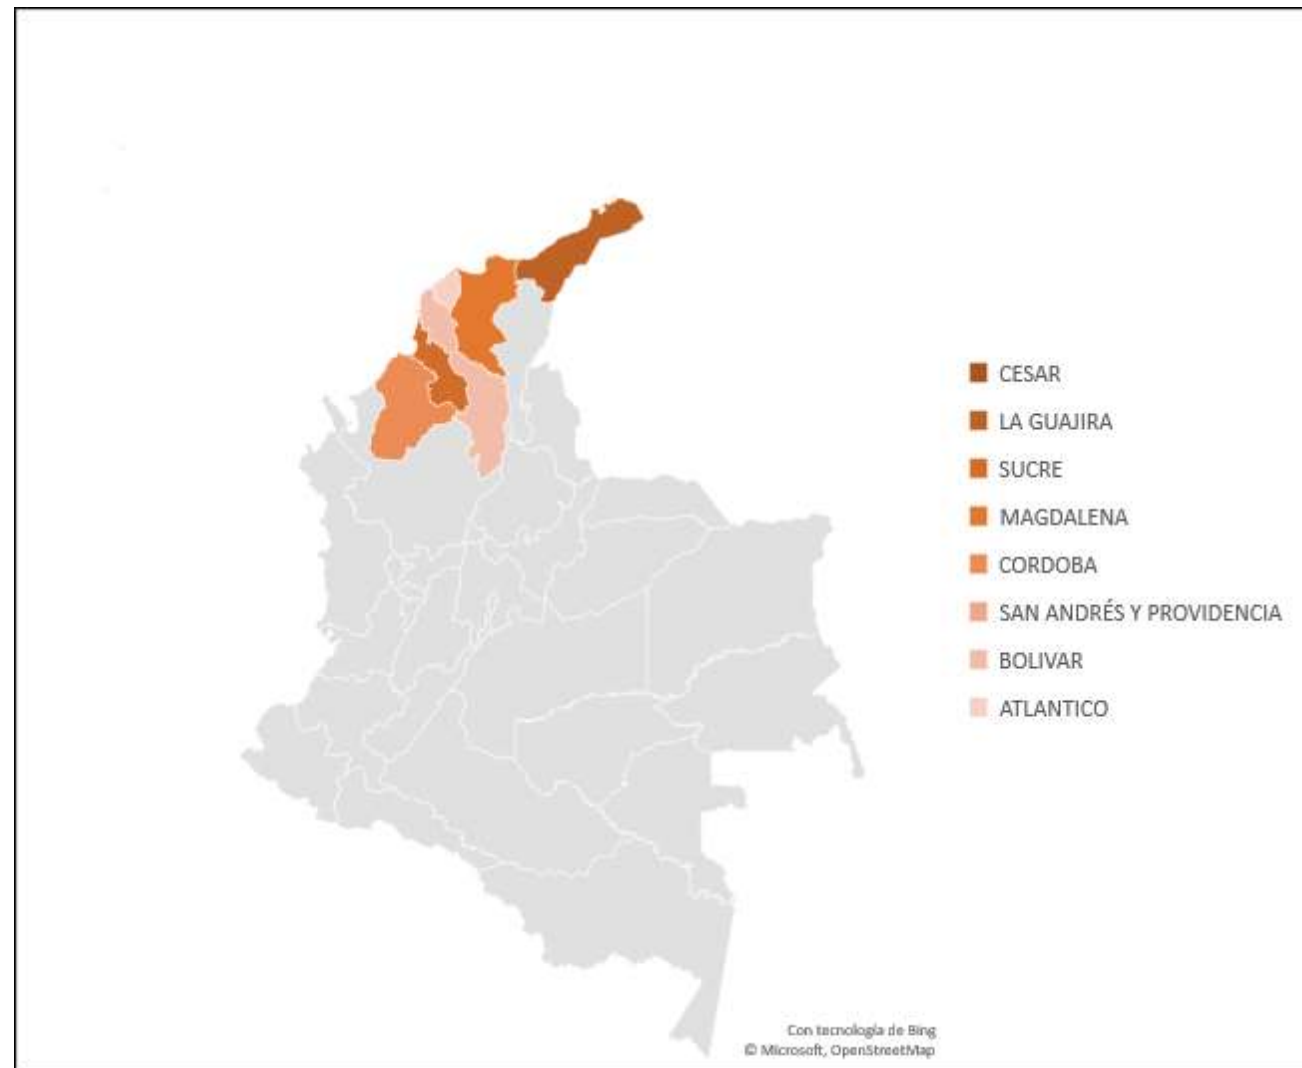 CESAR
LA GUAJIRA
SUCRE
MAGDALENA
CORDOBA
SAN ANDRÉS Y PROVIDENCIA
BOLIVAR
ATLANTICO
Con tecnología de Bing
© Microsoft, OpenStreetMap